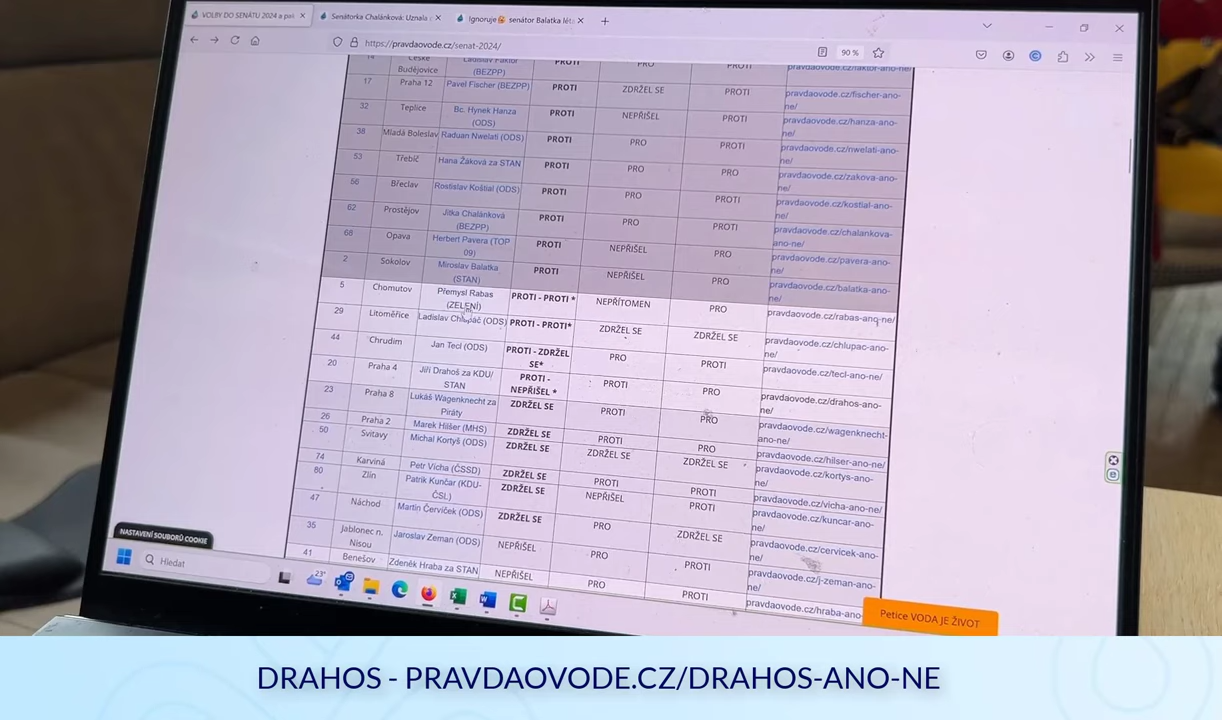 VOLBY DO SENÁTU 2024 a pali
Senátorka Chalánková: Uznala c
Ignoruje senátor Balatka léta
https://pravdaovode.cz/senat-2024/
90 %
14 České Budějovice Ladislav Faktor (BEZPP) PROTI PRO PROTI pravdaovode.cz/faktor-ano-ne/
17 Praha 12 Pavel Fischer (BEZPP) PROTI ZDRŽEL SE PROTI pravdaovode.cz/fischer-ano-ne/
32 Teplice Bc. Hynek Hanza (ODS) PROTI NEPŘIŠEL PROTI pravdaovode.cz/hanza-ano-ne/
38 Mladá Boleslav Raduan Nwelati (ODS) PROTI PRO PROTI pravdaovode.cz/nwelati-ano-ne/
53 Třebíč Hana Žáková za STAN PROTI PRO PROTI pravdaovode.cz/zakova-ano-ne/
56 Břeclav Rostislav Koštial (ODS) PROTI PRO PROTI pravdaovode.cz/kostial-ano-ne/
62 Prostějov Jitka Chalánková (BEZPP) PROTI PRO PROTI pravdaovode.cz/chalankova-ano-ne/
68 Opava Herbert Pavera (TOP 09) PROTI NEPŘIŠEL PRO pravdaovode.cz/pavera-ano-ne/
2 Sokolov Miroslav Balatka (STAN) PROTI NEPŘIŠEL PRO pravdaovode.cz/balatka-ano-ne/
5 Chomutov Přemysl Rabas (ZELENÍ) PROTI - PROTI * NEPŘÍTOMEN PRO pravdaovode.cz/rabas-ano-ne/
29 Litoměřice Ladislav Chlupáč (ODS) PROTI - PROTI* ZDRŽEL SE ZDRŽEL SE pravdaovode.cz/chlupac-ano-ne/
44 Chrudim Jan Tecl (ODS) PROTI - ZDRŽEL SE* PRO PROTI pravdaovode.cz/tecl-ano-ne/
20 Praha 4 Jiří Drahoš za KDU/STAN PROTI - NEPŘIŠEL * PROTI PRO pravdaovode.cz/drahos-ano-ne/
23 Praha 8 Lukáš Wagenknecht za Piráty ZDRŽEL SE PROTI PRO pravdaovode.cz/wagenknecht-ano-ne/
26 Praha 2 Marek Hilšer (MHS) ZDRŽEL SE PROTI PRO pravdaovode.cz/hilser-ano-ne/
50 Svitavy Michal Kortyš (ODS) ZDRŽEL SE ZDRŽEL SE ZDRŽEL SE pravdaovode.cz/kortys-ano-ne/
74 Karviná Petr Vícha (ČSSD) ZDRŽEL SE PROTI PROTI pravdaovode.cz/vicha-ano-ne/
80 Zlín Patrik Kunčar (KDU-ČSL) ZDRŽEL SE NEPŘIŠEL PROTI pravdaovode.cz/kuncar-ano-ne/
47 Náchod Martin Červíček (ODS) ZDRŽEL SE PRO ZDRŽEL SE pravdaovode.cz/cervicek-ano-ne/
35 Jablonec n. Nisou Jaroslav Zeman (ODS) NEPŘIŠEL PRO PROTI pravdaovode.cz/j-zeman-ano-ne/
41 Benešov Zdeněk Hraba za STAN NEPŘIŠEL PRO PROTI pravdaovode.cz/hraba-ano-
NASTAVENÍ SOUBORŮ COOKIE
Hledat
23°
Petice VODA JE ŽIVOT
DRAHOS - PRAVDAOVODE.CZ/DRAHOS-ANO-NE